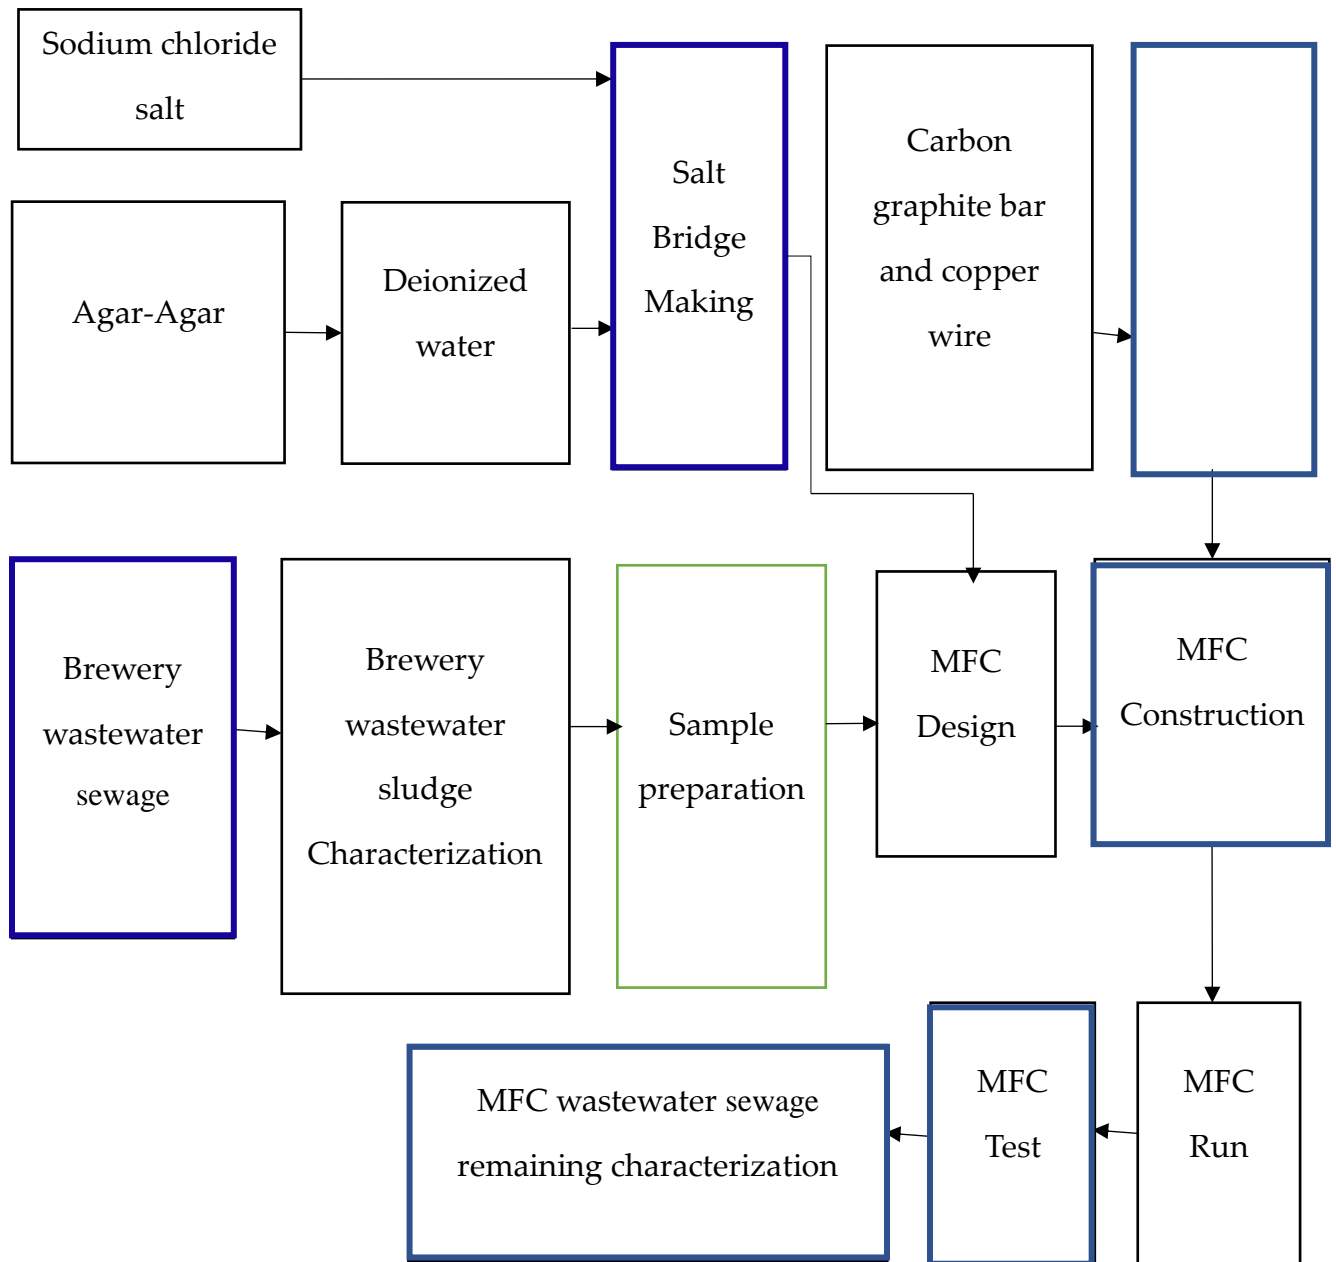 Sodium chloride
salt
Agar-Agar
Deionized
water
Salt
Bridge
Making
Carbon
graphite bar
and copper
wire
Brewery
wastewater
sewage
Brewery
wastewater
sludge
Characterization
Sample
preparation
MFC
Design
MFC
Construction
MFC wastewater sewage
remaining characterization
MFC
Test
MFC
Run